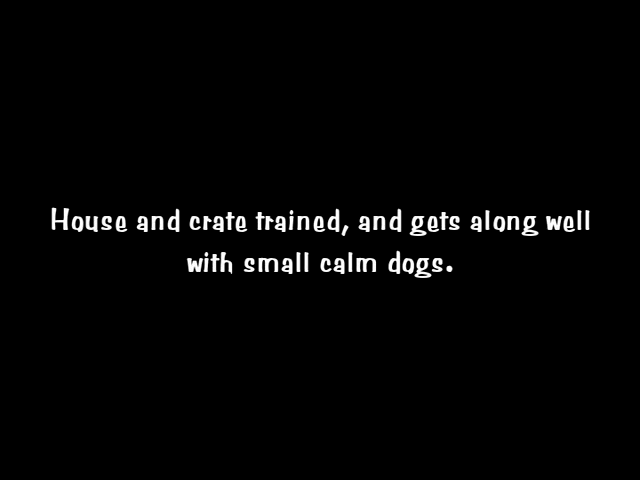 House and crate trained, and gets along well
with small calm dogs.